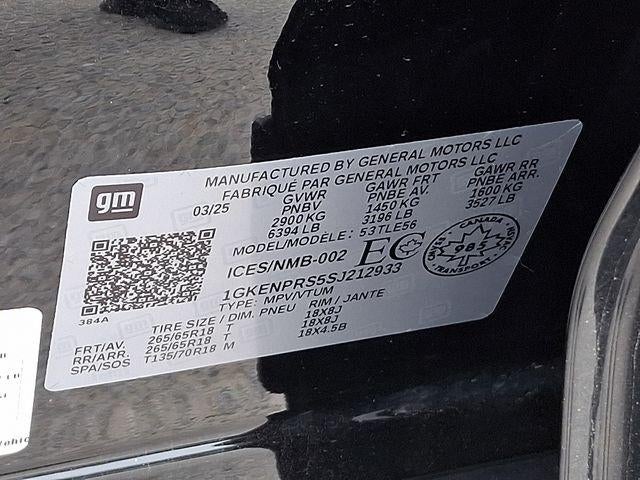 gm
MANUFACTURED BY GENERAL MOTORS LLC
FABRIQUÉ PAR GENERAL MOTORS LLC
03/25 GVWR PNBV 2900 KG 6394 LB
GAWR FRT PNBE AV. 1450 KG 3196 LB
GAWR RR PNBE ARR. 1600 KG 3527 LB
MODEL/MODÈLE: 53TLE56
ICES/NMB-002 EC
CANADA 985 TRANSPORT
1GKENPRS5SJ212933
TYPE: MPV/VTUM
384A
TIRE SIZE / DIM. PNEU RIM / JANTE
FRT/AV. 265/65R18 T 18X8J
RR/ARR. 265/65R18 T 18X8J
SPA/SOS T135/70R18 M 18X4.5B